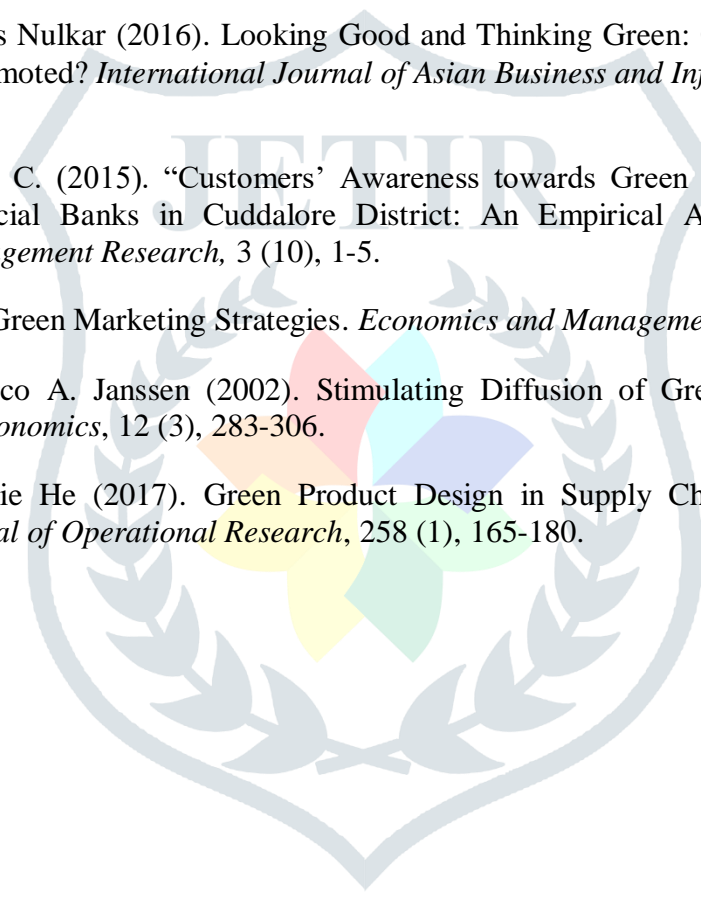 s Nulkar (2016). Looking Good and Thinking Green:
moted? International Journal of Asian Business and Inf
JETIR
C. (2015). “Customers’ Awareness towards Green
cial Banks in Cuddalore District: An Empirical A
gement Research, 3 (10), 1-5.
Green Marketing Strategies. Economics and Manageme
co A. Janssen (2002). Stimulating Diffusion of Gre
onomics, 12 (3), 283-306.
ie He (2017). Green Product Design in Supply Ch
al of Operational Research, 258 (1), 165-180.